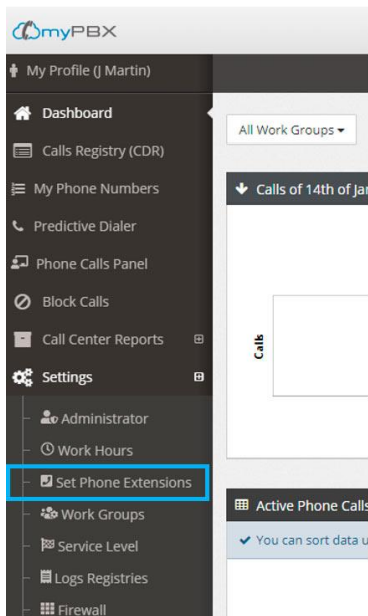 myPBX
My Profile (J Martin)
Dashboard
Calls Registry (CDR)
My Phone Numbers
Predictive Dialer
Phone Calls Panel
Block Calls
Call Center Reports
Settings
Administrator
Work Hours
Set Phone Extensions
Work Groups
Service Level
Logs Registries
Firewall
All Work Groups
Calls of 14th of Ja
Calls
Active Phone Calls
You can sort data u